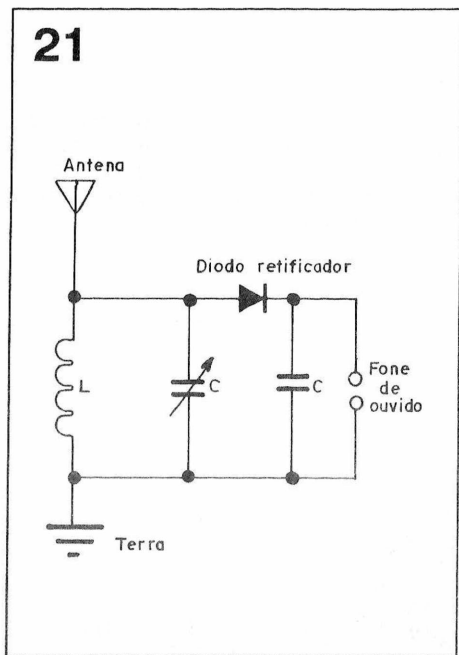 21
Antena
Diodo retificador
L
C
C
Fone
de
ouvido
Terra